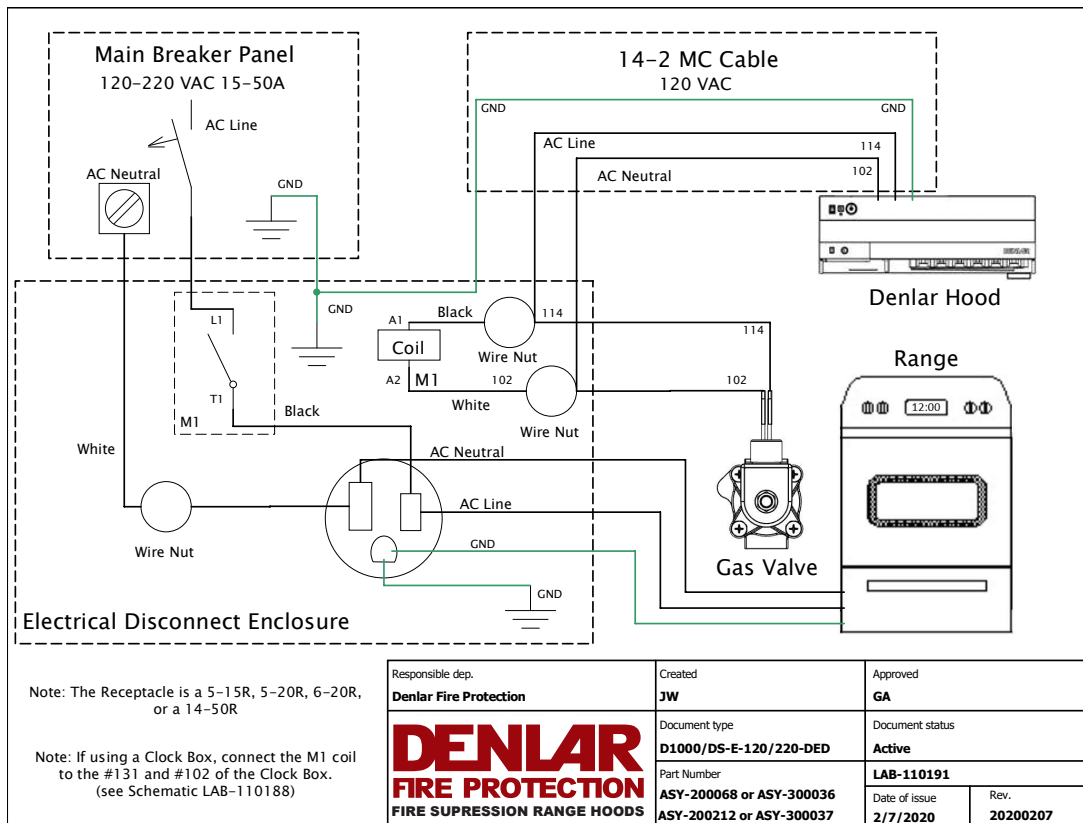 Main Breaker Panel
120-220 VAC 15-50A
AC Line
AC Neutral
GND
14-2 MC Cable
120 VAC
GND
GND
AC Line
114
102
AC Neutral
DENLAR
Denlar Hood
L1
T1
M1
Black
White
Wire Nut
GND
A1
Black
114
Coil
Wire Nut
A2
M1
102
White
Wire Nut
114
102
Gas Valve
Range
12:00
AC Neutral
AC Line
GND
GND
Electrical Disconnect Enclosure
Note: The Receptacle is a 5-15R, 5-20R, 6-20R,
or a 14-50R
Note: If using a Clock Box, connect the M1 coil
to the #131 and #102 of the Clock Box.
(see Schematic LAB-110188)
Responsible dep.
Denlar Fire Protection
Created
JW
Approved
GA
DENLAR
FIRE PROTECTION
FIRE SUPRESSION RANGE HOODS
Document type
D1000/DS-E-120/220-DED
Document status
Active
Part Number
ASY-200068 or ASY-300036
ASY-200212 or ASY-300037
LAB-110191
Date of issue
2/7/2020
Rev.
20200207